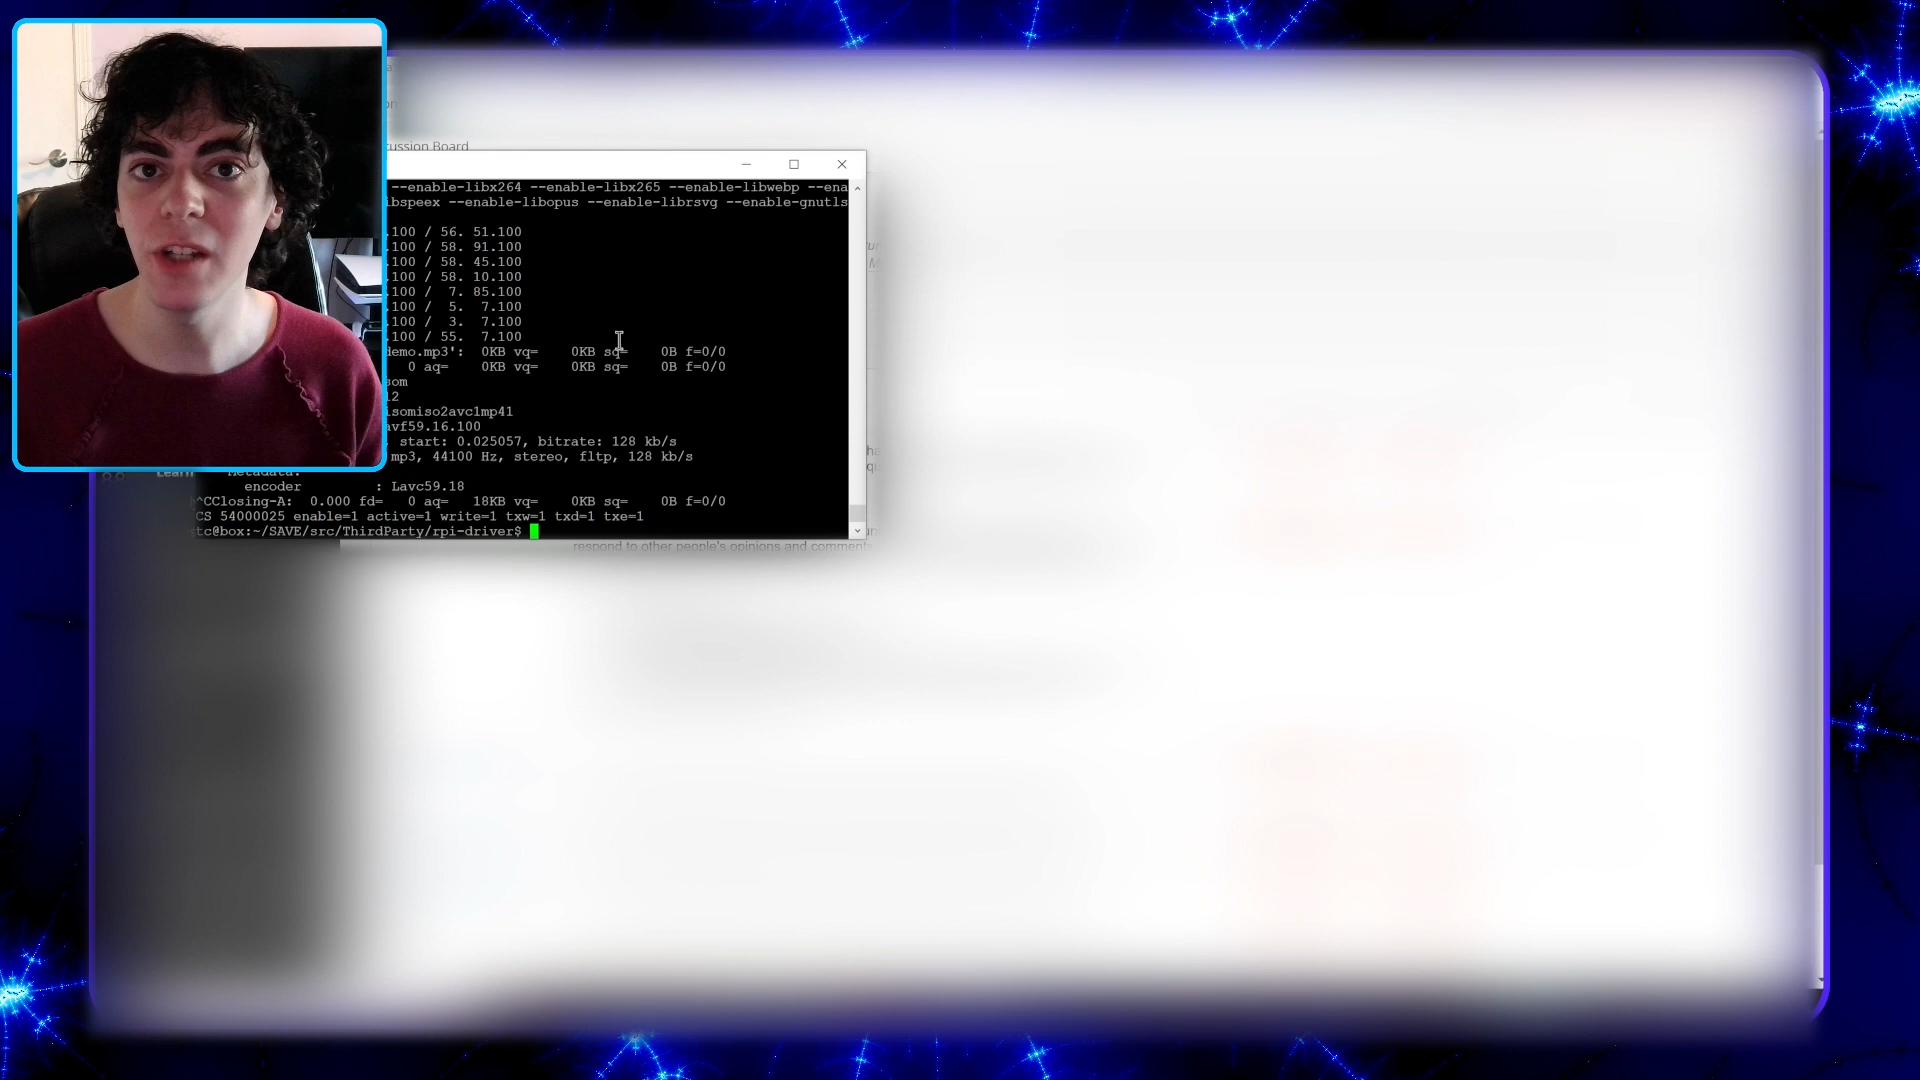 cussion Board
--enable-libx264 --enable-libx265 --enable-libwebp --ena
ibspeex --enable-libopus --enable-librsvg --enable-gnutls
.100 / 56. 51.100
.100 / 58. 91.100
.100 / 58. 45.100
.100 / 58. 10.100
.100 /  7. 85.100
.100 /  5.  7.100
.100 /  3.  7.100
.100 / 55.  7.100
demo.mp3':  0KB vq=    0KB sq=    0B f=0/0
0 aq=    0KB vq=    0KB sq=    0B f=0/0
som
12
isomiso2avc1mp41
avf59.16.100
, start: 0.025057, bitrate: 128 kb/s
mp3, 44100 Hz, stereo, fltp, 128 kb/s
Learn
Metadata:
encoder         : Lavc59.18
^CClosing-A:  0.000 fd=   0 aq=   18KB vq=    0KB sq=    0B f=0/0
CS 54000025 enable=1 active=1 write=1 txw=1 txd=1 txe=1
tc@box:~/SAVE/src/ThirdParty/rpi-driver$
respond to other people's opinions and comments